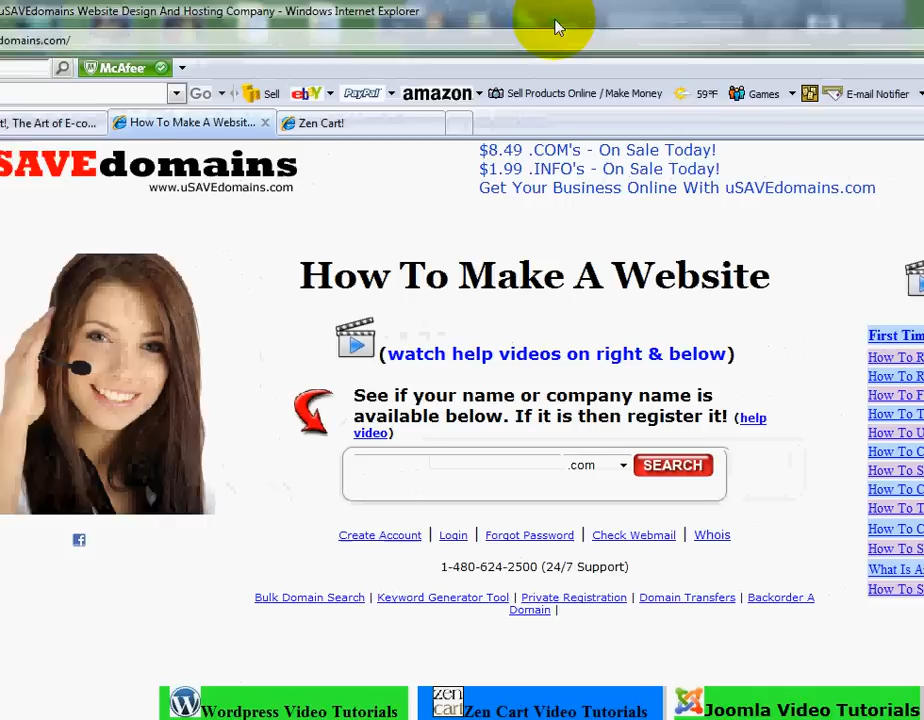 uSAVEdomains Website Design And Hosting Company - Windows Internet Explorer
domains.com/
McAfee
Go Sell ebY PayPal amazon Sell Products Online / Make Money 59°F Games E-mail Notifier
t!, The Art of E-co... How To Make A Websit... Zen Cart!
SAVEdomains
www.uSAVEdomains.com
$8.49 .COM's - On Sale Today!
$1.99 .INFO's - On Sale Today!
Get Your Business Online With uSAVEdomains.com
How To Make A Website
(watch help videos on right & below)
See if your name or company name is
available below. If it is then register it! (help
video)
.com SEARCH
Create Account | Login | Forgot Password | Check Webmail | Whois
1-480-624-2500 (24/7 Support)
Bulk Domain Search | Keyword Generator Tool | Private Registration | Domain Transfers | Backorder A
Domain |
First Tim
How To R
How To R
How To F
How To T
How To U
How To C
How To S
How To C
How To T
How To C
How To S
What Is A
How To S
Wordpress Video Tutorials
zen cart Zen Cart Video Tutorials
Joomla Video Tutorials